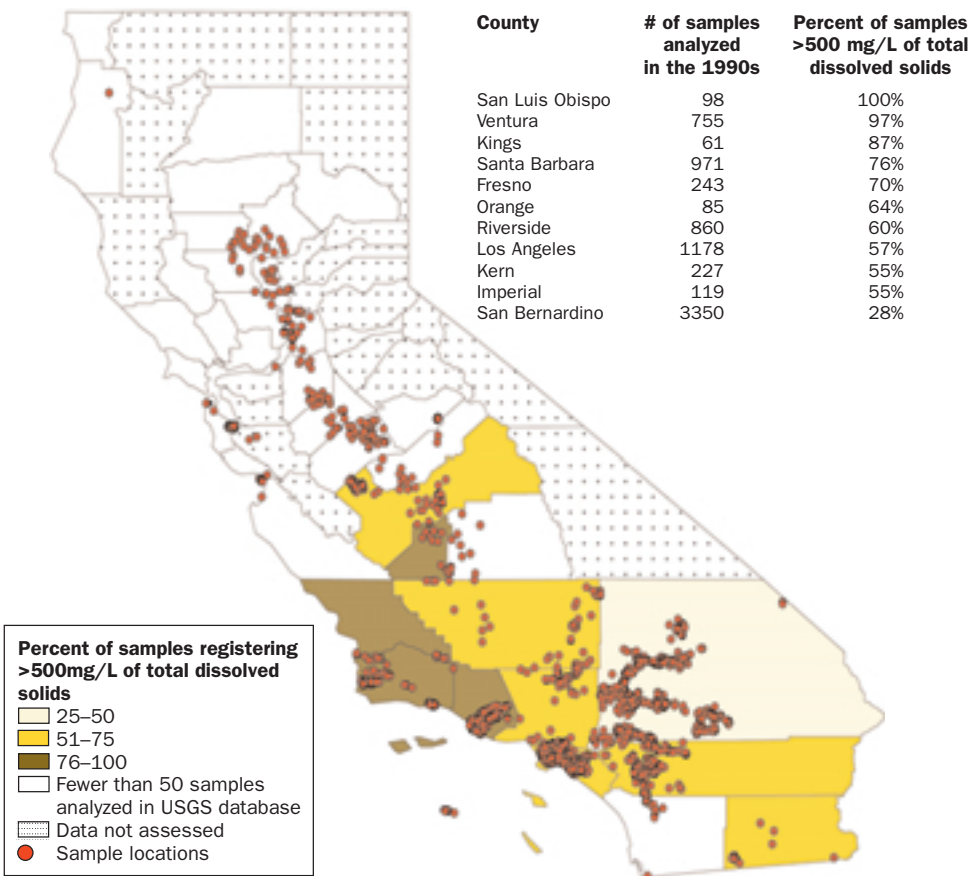 County # of samples analyzed in the 1990s Percent of samples >500 mg/L of total dissolved solids
San Luis Obispo 98 100%
Ventura 755 97%
Kings 61 87%
Santa Barbara 971 76%
Fresno 243 70%
Orange 85 64%
Riverside 860 60%
Los Angeles 1178 57%
Kern 227 55%
Imperial 119 55%
San Bernardino 3350 28%
Percent of samples registering
>500mg/L of total dissolved
solids
25–50
51–75
76–100
Fewer than 50 samples
analyzed in USGS database
Data not assessed
Sample locations